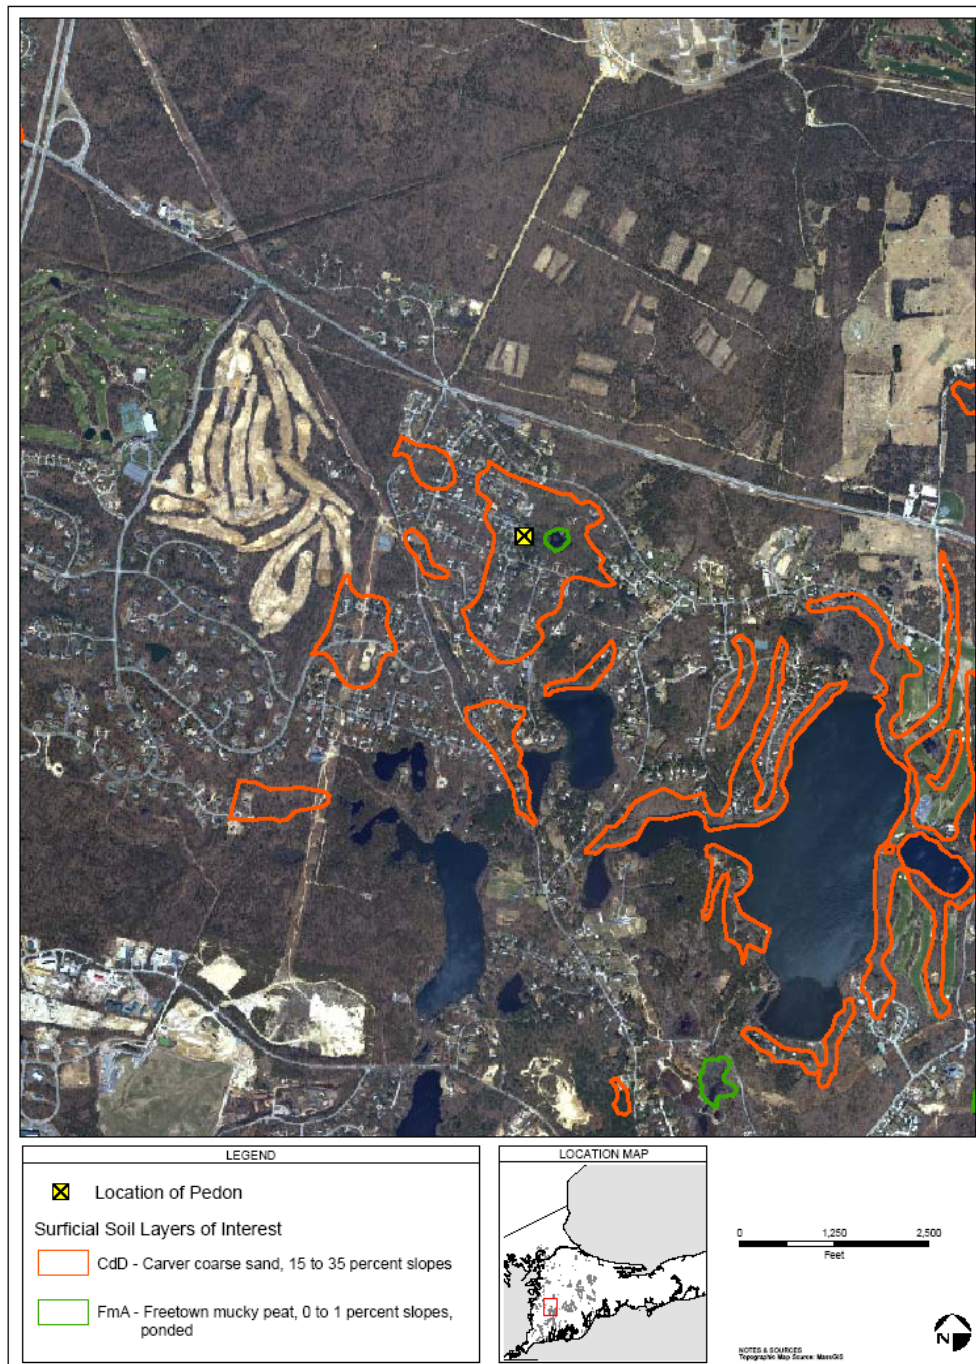 LEGEND
Location of Pedon
Surficial Soil Layers of Interest
CdD - Carver coarse sand, 15 to 35 percent slopes
FmA - Freetown mucky peat, 0 to 1 percent slopes,
ponded
LOCATION MAP
0 1,250 2,500
Feet
N
NOTES & SOURCES
Topographic Map Source: MassGIS